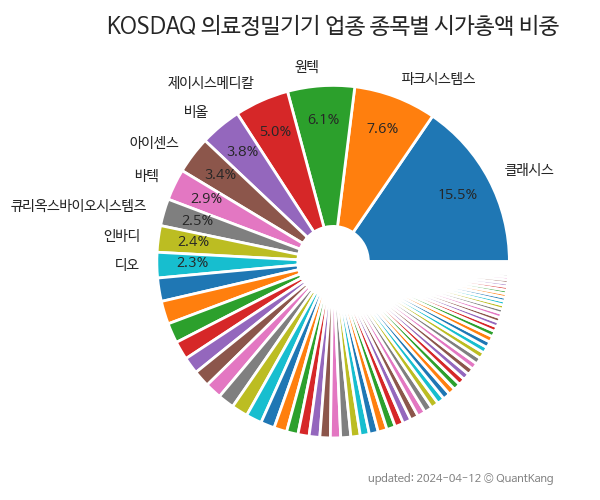 KOSDAQ 의료정밀기기 업종 종목별 시가총액 비중
원텍
파크시스템스
제이시스메디칼
비올
아이센스
바텍
큐리옥스바이오시스템즈
인바디
디오
클래시스
15.5%
7.6%
6.1%
5.0%
3.8%
3.4%
2.9%
2.5%
2.4%
2.3%
updated: 2024-04-12 © QuantKang